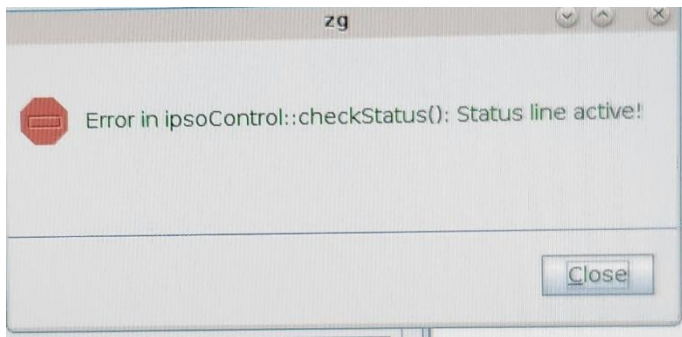 zg
Error in ipsoControl::checkStatus(): Status line active!
Close